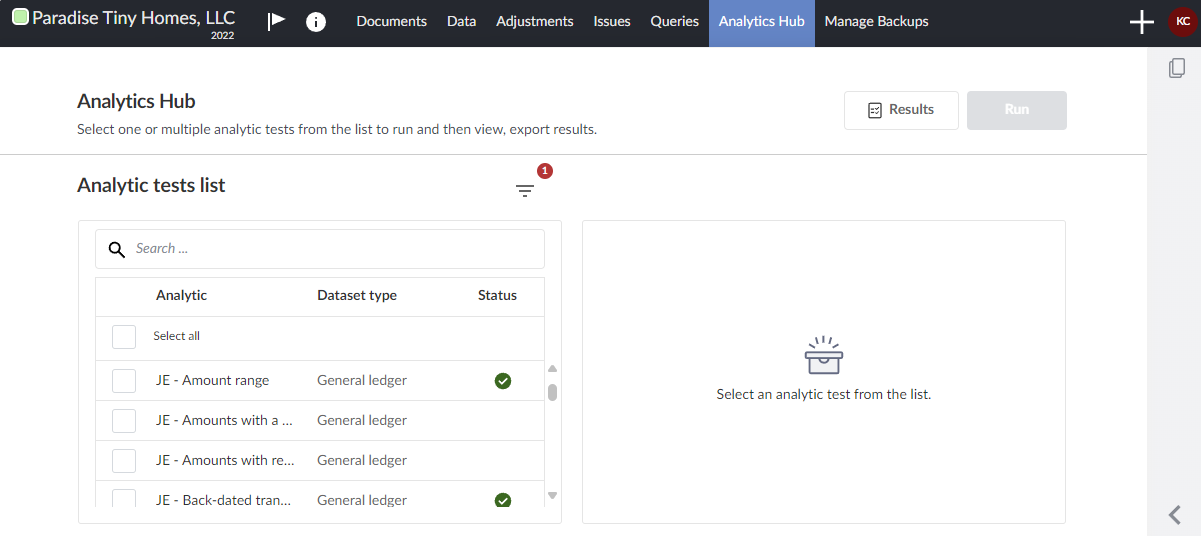 Paradise Tiny Homes, LLC
2022
Documents Data Adjustments Issues Queries Analytics Hub Manage Backups
KC
Analytics Hub
Select one or multiple analytic tests from the list to run and then view, export results.
Results
Run
Analytic tests list
1
Search ...
Analytic Dataset type Status
Select all
JE - Amount range General ledger
JE - Amounts with a ... General ledger
JE - Amounts with re... General ledger
JE - Back-dated tran... General ledger
Select an analytic test from the list.